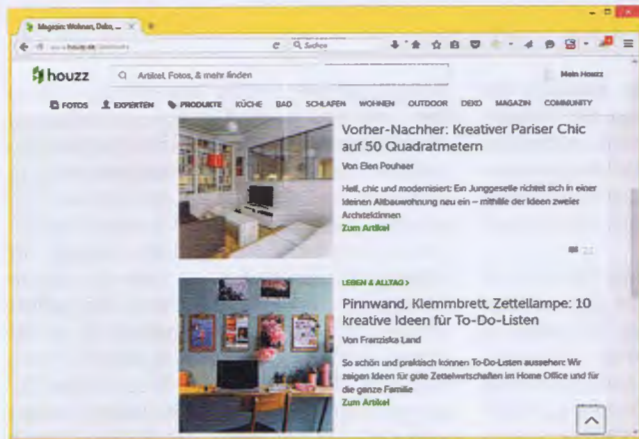 Magazin: Wohnen, Deko, ...
Suchen
houzz
Artikel, Fotos, & mehr finden
Mein Houzz
FOTOS EXPERTEN PRODUKTE KÜCHE BAD SCHLAFEN WOHNEN OUTDOOR DEKO MAGAZIN COMMUNITY
Vorher-Nachher: Kreativer Pariser Chic
auf 50 Quadratmetern
Von Elen Pouhaer
Hell, chic und modernisiert: Ein Junggeselle richtet sich in einer
kleinen Altbauwohnung neu ein – mithilfe der Ideen zweier
Architektinnen
Zum Artikel
LEBEN & ALLTAG >
Pinnwand, Klemmbrett, Zettellampe: 10
kreative Ideen für To-Do-Listen
Von Franziska Land
So schön und praktisch können To-Do-Listen aussehen: Wir
zeigen Ideen für gute Zettelwirtschaften im Home Office und für
die ganze Familie
Zum Artikel